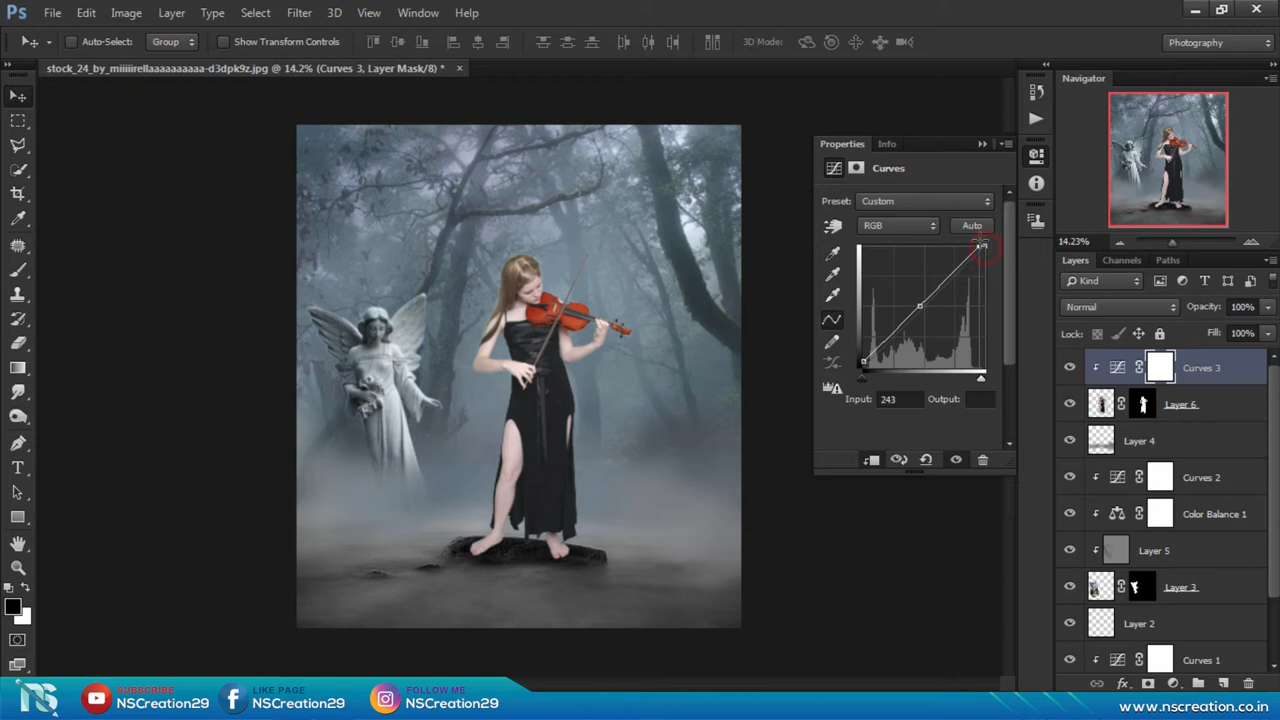 Ps File Edit Image Layer Type Select Filter 3D View Window Help
Auto-Select: Group Show Transform Controls 3D Mode: Photography
stock_24_by_miiiiirellaaaaaaaaaa-d3dpk9z.jpg @ 14.2% (Curves 3, Layer Mask/8) *
Navigator
Properties Info
Curves
Preset: Custom
RGB Auto
Input: 243 Output:
14.23%
Layers Channels Paths
Kind
Normal Opacity: 100%
Lock: Fill: 100%
Curves 3
Layer 6
Layer 4
Curves 2
Color Balance 1
Layer 5
Layer 3
Layer 2
Curves 1
NS
SUBSCRIBE
NSCreation29
LIKE PAGE
NSCreation29
FOLLOW ME
NSCreation29
www.nscreation.co.in